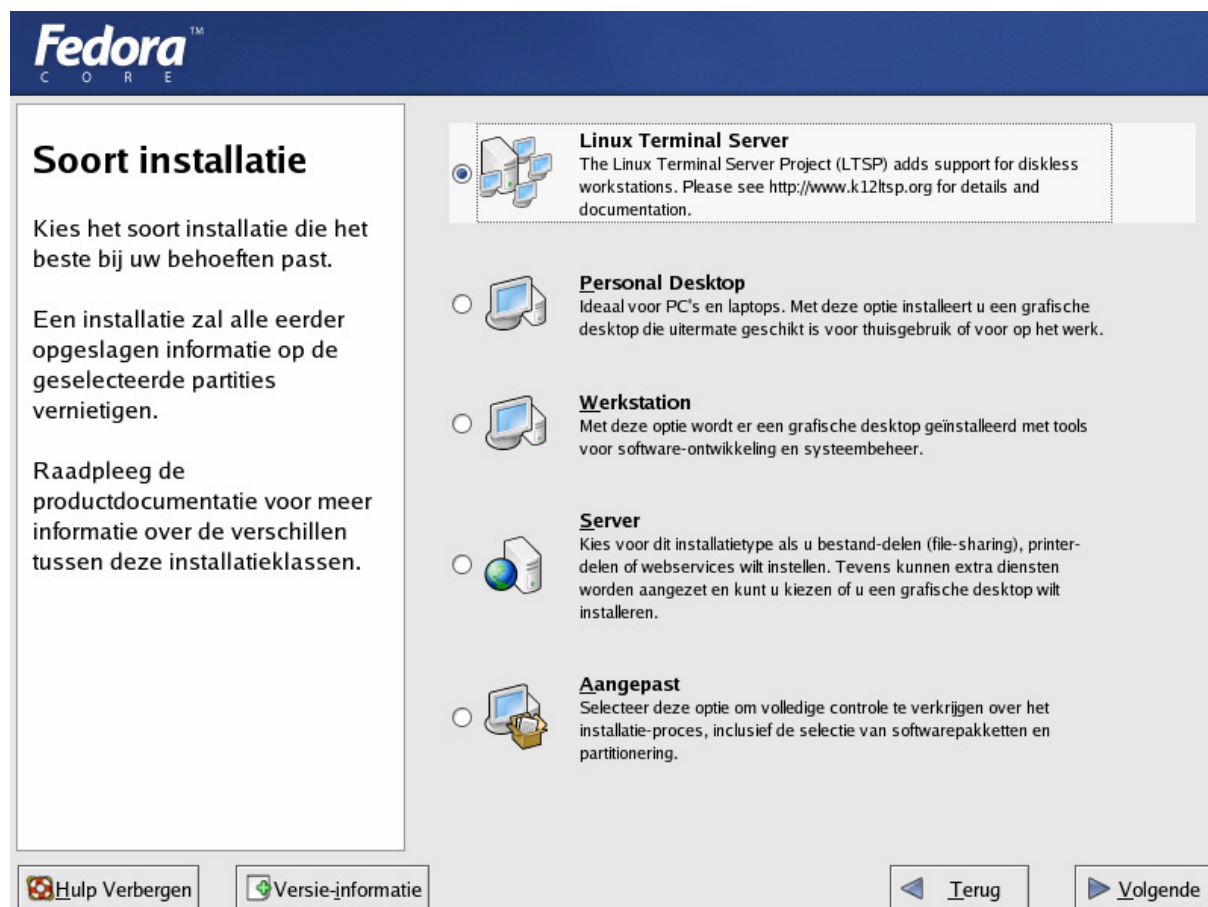 Fedora™
CORE
Soort installatie
Kies het soort installatie die het
beste bij uw behoeften past.
Een installatie zal alle eerder
opgeslagen informatie op de
geselecteerde partities
vernietigen.
Raadpleeg de
productdocumentatie voor meer
informatie over de verschillen
tussen deze installatieklassen.
Linux Terminal Server
The Linux Terminal Server Project (LTSP) adds support for diskless
workstations. Please see http://www.k12ltsp.org for details and
documentation.
Personal Desktop
Ideaal voor PC's en laptops. Met deze optie installeert u een grafische
desktop die uitermate geschikt is voor thuisgebruik of voor op het werk.
Werkstation
Met deze optie wordt er een grafische desktop geïnstalleerd met tools
voor software-ontwikkeling en systeembeheer.
Server
Kies voor dit installatietype als u bestand-delen (file-sharing), printer-
delen of webservices wilt instellen. Tevens kunnen extra diensten
worden aangezet en kunt u kiezen of u een grafische desktop wilt
installeren.
Aangepast
Selecteer deze optie om volledige controle te verkrijgen over het
installatie-proces, inclusief de selectie van softwarepakketten en
partitionering.
Hulp Verbergen
Versie-informatie
Terug
Volgende